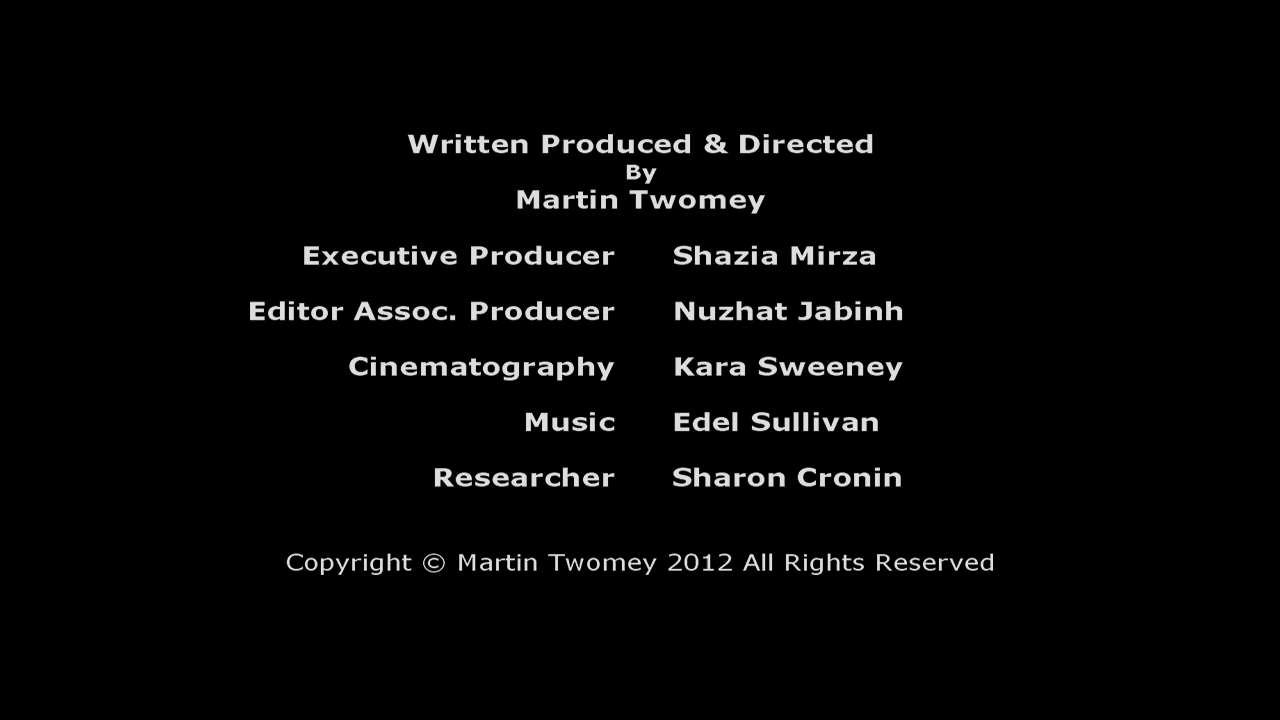 Written Produced & Directed
By
Martin Twomey
Executive Producer Shazia Mirza
Editor Assoc. Producer Nuzhat Jabinh
Cinematography Kara Sweeney
Music Edel Sullivan
Researcher Sharon Cronin
Copyright © Martin Twomey 2012 All Rights Reserved